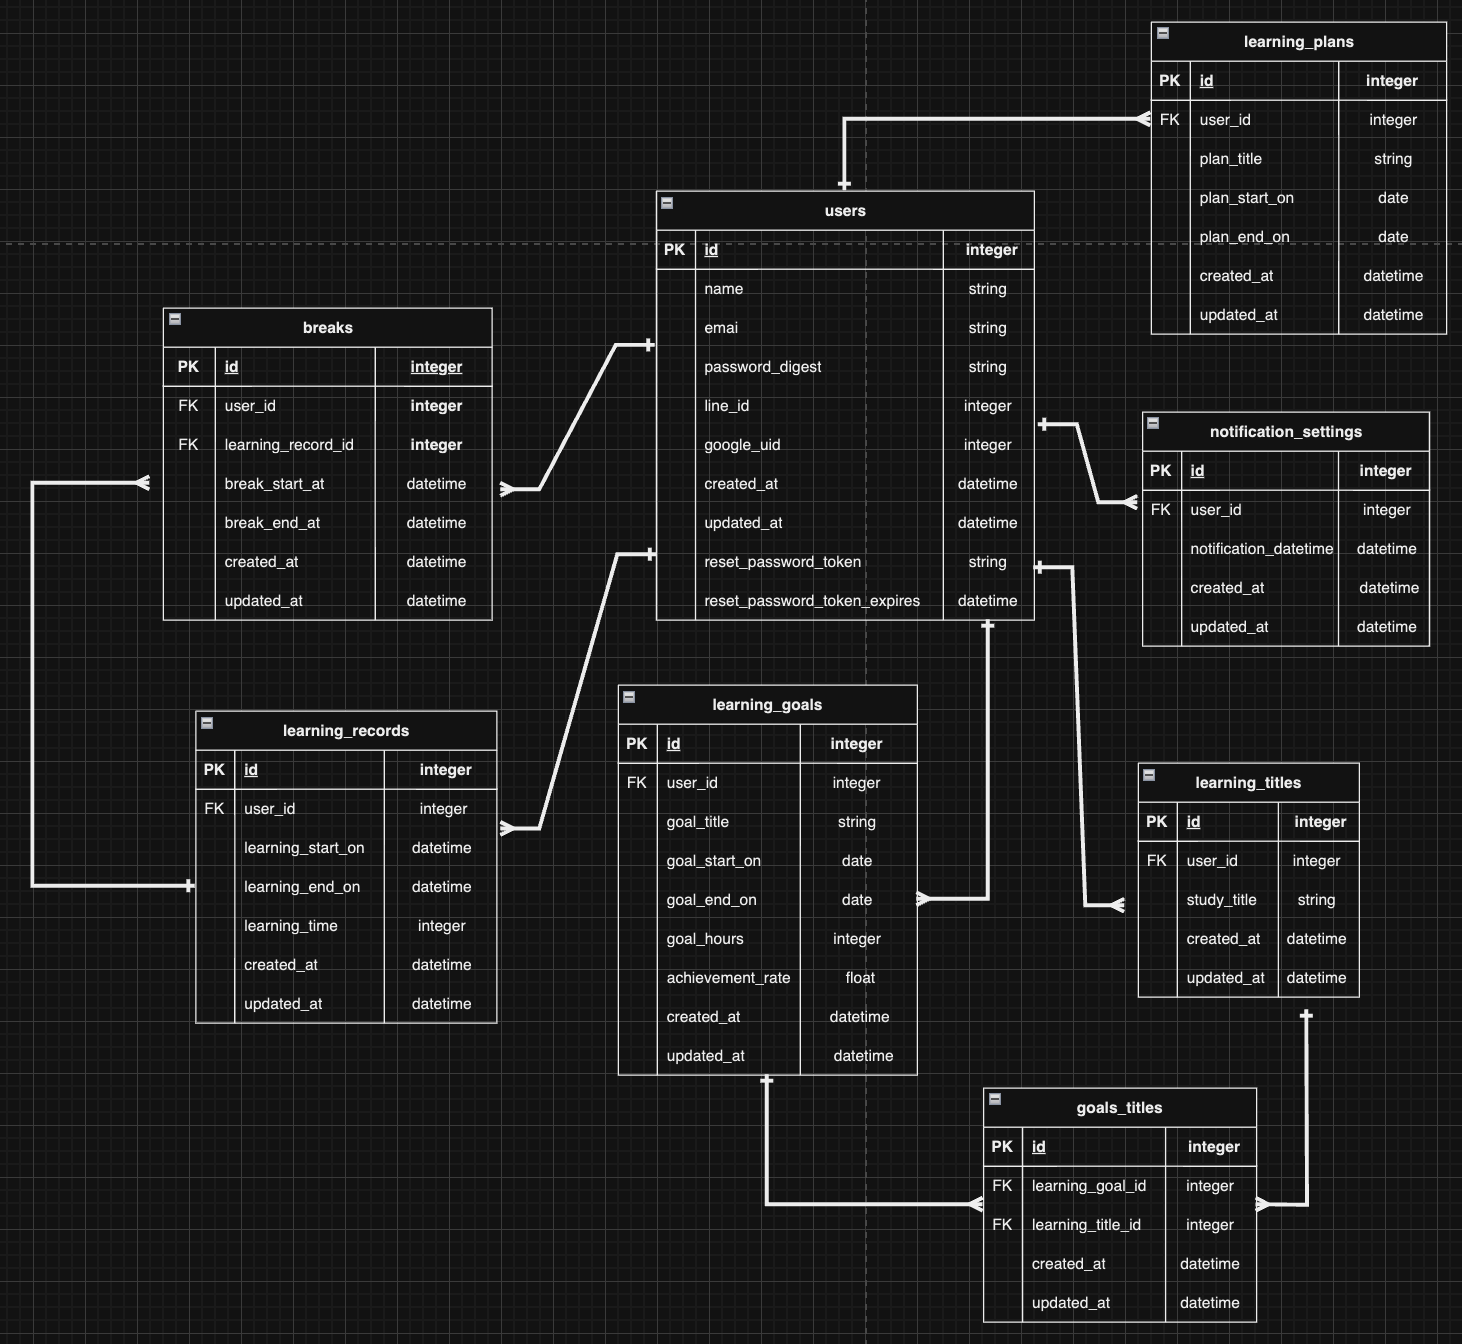 learning_plans
PK id integer
FK user_id integer
plan_title string
plan_start_on date
plan_end_on date
created_at datetime
updated_at datetime
users
PK id integer
name string
emai string
password_digest string
line_id integer
google_uid integer
created_at datetime
updated_at datetime
reset_password_token string
reset_password_token_expires datetime
breaks
PK id integer
FK user_id integer
FK learning_record_id integer
break_start_at datetime
break_end_at datetime
created_at datetime
updated_at datetime
notification_settings
PK id integer
FK user_id integer
notification_datetime datetime
created_at datetime
updated_at datetime
learning_records
PK id integer
FK user_id integer
learning_start_on datetime
learning_end_on datetime
learning_time integer
created_at datetime
updated_at datetime
learning_goals
PK id integer
FK user_id integer
goal_title string
goal_start_on date
goal_end_on date
goal_hours integer
achievement_rate float
created_at datetime
updated_at datetime
learning_titles
PK id integer
FK user_id integer
study_title string
created_at datetime
updated_at datetime
goals_titles
PK id integer
FK learning_goal_id integer
FK learning_title_id integer
created_at datetime
updated_at datetime